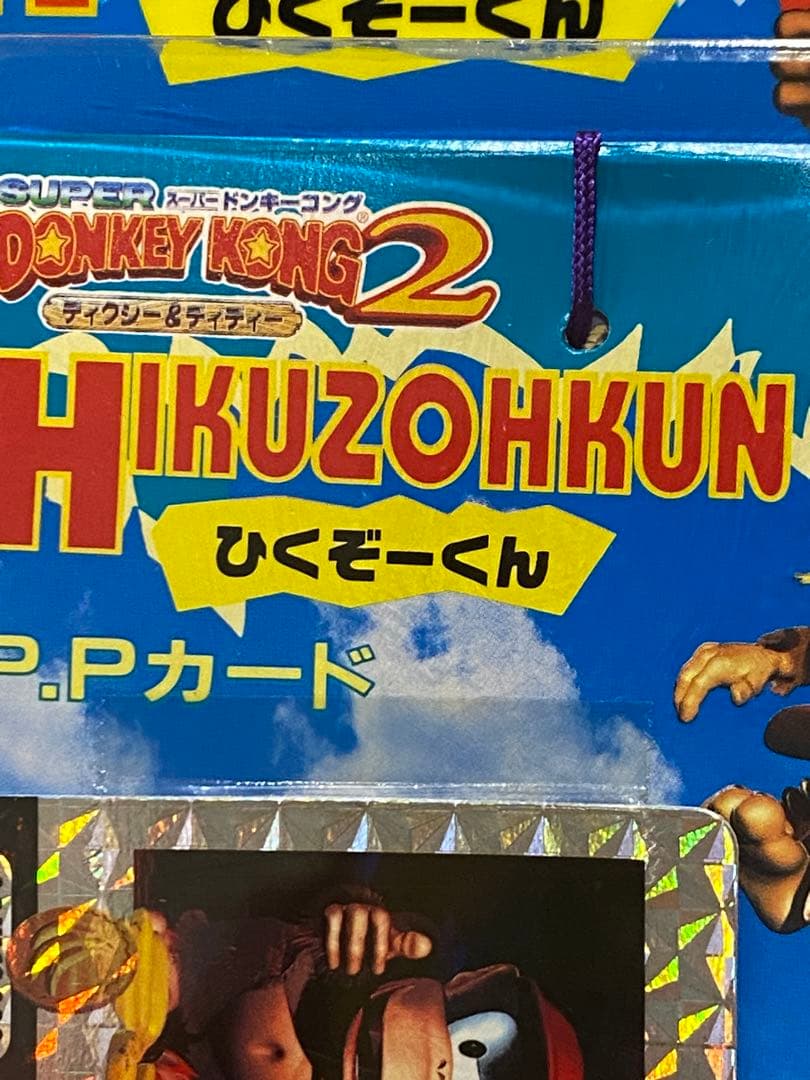 ひくぞーくん
SUPER スーパードンキーコング
DONKEY KONG® 2
ディクシー&ディディー
HIKUZOHKUN
ひくぞーくん
P.Pカード